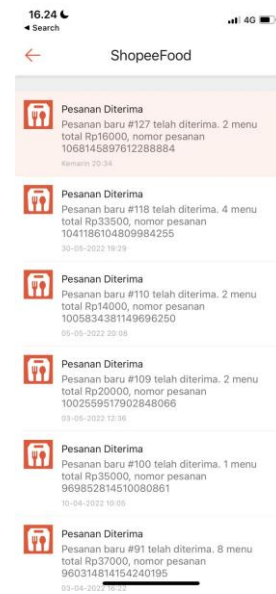 16.24
4G
◂ Search
ShopeeFood
Pesanan Diterima
Pesanan baru #127 telah diterima. 2 menu
total Rp16000, nomor pesanan
1068145897612288884
Kemarin 20:34
Pesanan Diterima
Pesanan baru #118 telah diterima. 4 menu
total Rp33500, nomor pesanan
1041186104809984255
30-05-2022 19:29
Pesanan Diterima
Pesanan baru #110 telah diterima. 2 menu
total Rp14000, nomor pesanan
1005834381149696250
05-05-2022 20:08
Pesanan Diterima
Pesanan baru #109 telah diterima. 2 menu
total Rp20000, nomor pesanan
1002559517902848066
03-05-2022 12:36
Pesanan Diterima
Pesanan baru #100 telah diterima. 1 menu
total Rp35000, nomor pesanan
969852814510080861
10-04-2022 10:05
Pesanan Diterima
Pesanan baru #91 telah diterima. 8 menu
total Rp37000, nomor pesanan
960314814154240195
03-04-2022 16:22